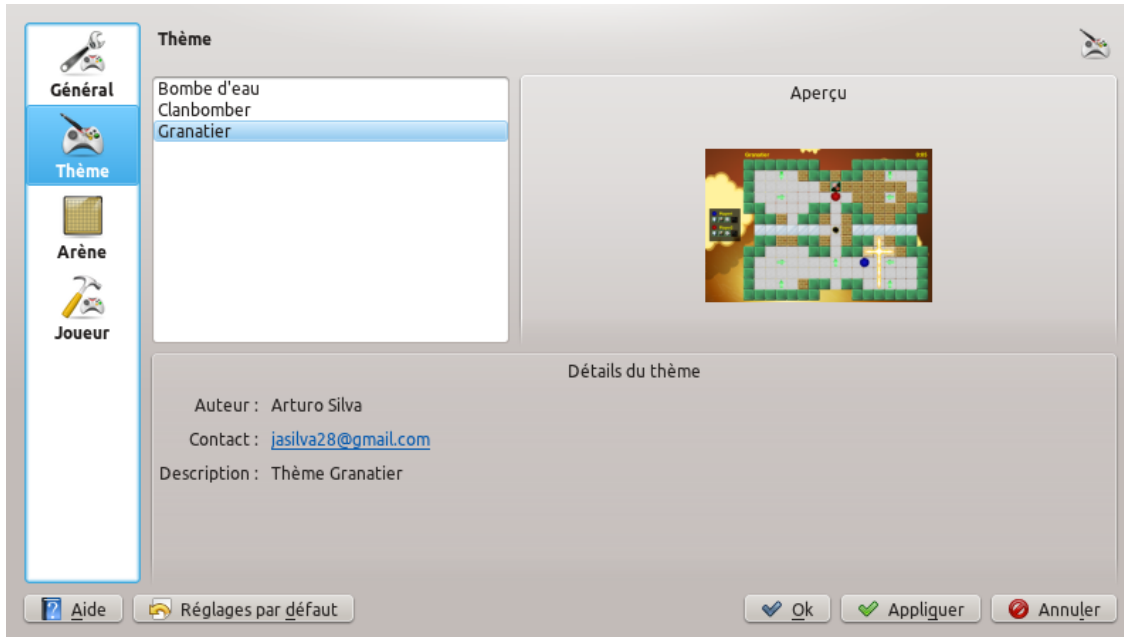 Thème
Général
Thème
Arène
Joueur
Bombe d'eau
Clanbomber
Granatier
Aperçu
Granatier
Détails du thème
Auteur : Arturo Silva
Contact : jasilva28@gmail.com
Description : Thème Granatier
Aide
Réglages par défaut
Ok
Appliquer
Annuler